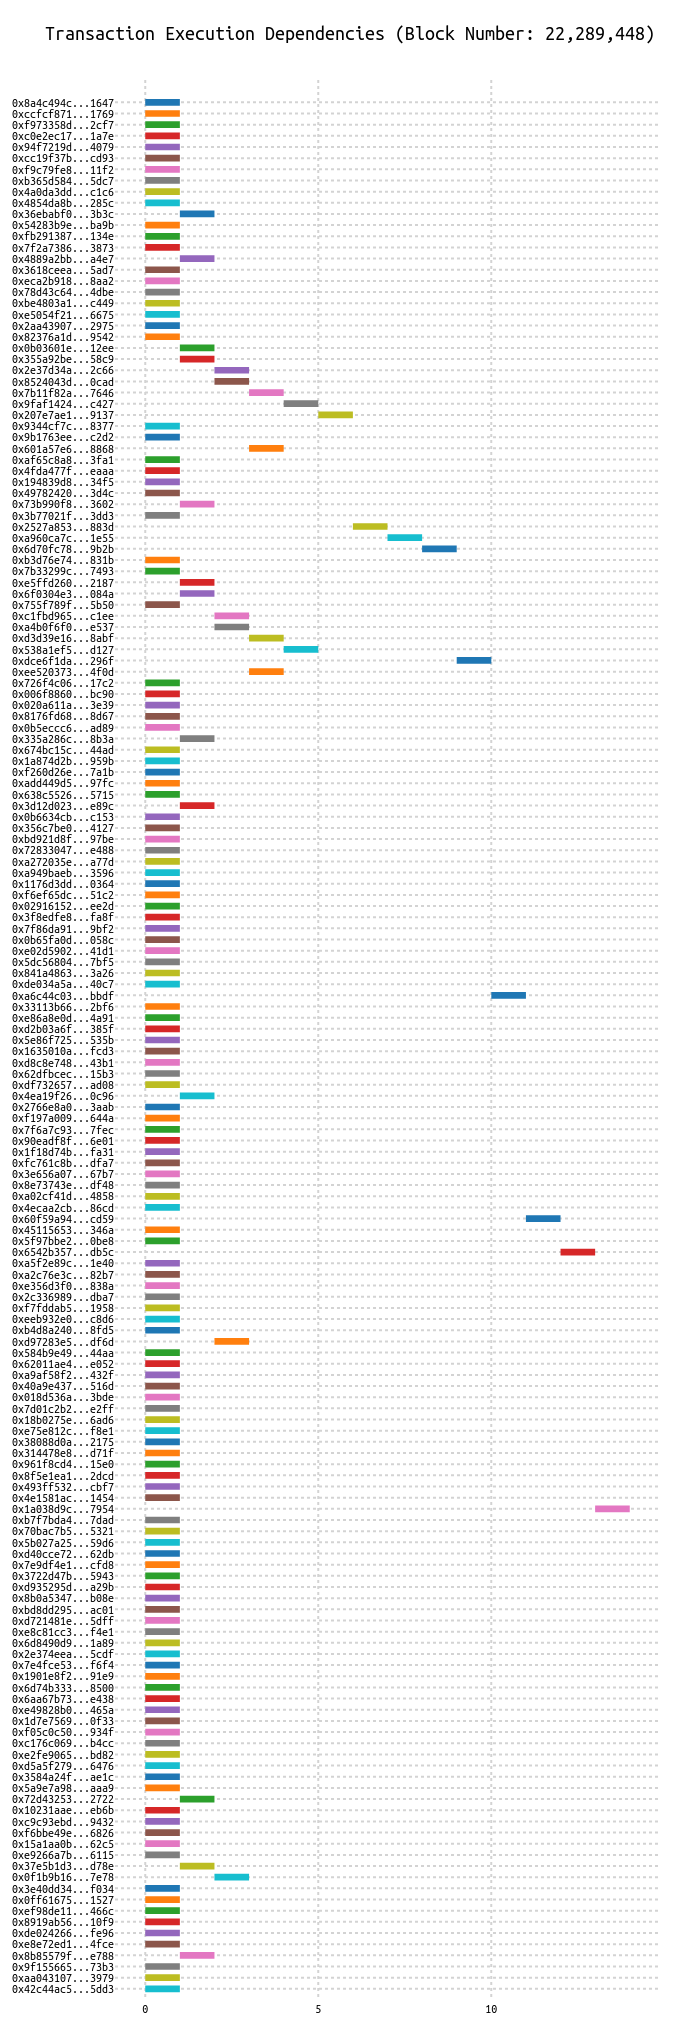 Transaction Execution Dependencies (Block Number: 22,289,448)
0x8a4c494c...1647
0xccfcf871...1769
0xf973358d...2cf7
0xc0e2ec17...1a7e
0x94f7219d...4079
0xcc19f37b...cd93
0xf9c79fe8...11f2
0xb365d584...5dc7
0x4a0da3dd...c1c6
0x4854da8b...285c
0x36ebabf0...3b3c
0x54283b9e...ba9b
0xfb291387...134e
0x7f2a7386...3873
0x4889a2bb...a4e7
0x3618ceea...5ad7
0xeca2b918...8aa2
0x78d43c64...4dbe
0xbe4803a1...c449
0xe5054f21...6675
0x2aa43907...2975
0x82376a1d...9542
0x0b03601e...12ee
0x355a92be...58c9
0x2e37d34a...2c66
0x8524043d...0cad
0x7b11f82a...7646
0x9faf1424...c427
0x207e7ae1...9137
0x9344cf7c...8377
0x9b1763ee...c2d2
0x601a57e6...8868
0xaf65c8a8...3fa1
0x4fda477f...eaaa
0x194839d8...34f5
0x49782420...3d4c
0x73b990f8...3602
0x3b77021f...3dd3
0x2527a853...883d
0xa960ca7c...1e55
0x6d70fc78...9b2b
0xb3d76e74...831b
0x7b33299c...7493
0xe5ffd260...2187
0x6f0304e3...084a
0x755f789f...5b50
0xc1fbd965...c1ee
0xa4b0f6f0...e537
0xd3d39e16...8abf
0x538a1ef5...d127
0xdce6f1da...296f
0xee520373...4f0d
0x726f4c06...17c2
0x006f8860...bc90
0x020a611a...3e39
0x8176fd68...8d67
0x0b5eccc6...ad89
0x335a286c...8b3a
0x674bc15c...44ad
0x1a874d2b...959b
0xf260d26e...7a1b
0xadd449d5...97fc
0x638c5526...5715
0x3d12d023...e89c
0x0b6634cb...c153
0x356c7be0...4127
0xbd921d8f...97be
0x72833047...e488
0xa272035e...a77d
0xa949baeb...3596
0x1176d3dd...0364
0xf6ef65dc...51c2
0x02916152...ee2d
0x3f8edfe8...fa8f
0x7f86da91...9bf2
0x0b65fa0d...058c
0xe02d5902...41d1
0x5dc56804...7bf5
0x841a4863...3a26
0xde034a5a...40c7
0xa6c44c03...bbdf
0x33113b66...2bf6
0xe86a8e0d...4a91
0xd2b03a6f...385f
0x5e86f725...535b
0x1635010a...fcd3
0xd8c8e748...43b1
0x62dfbcec...15b3
0xdf732657...ad08
0x4ea19f26...0c96
0x2766e8a0...3aab
0xf197a009...644a
0x7f6a7c93...7fec
0x90eadf8f...6e01
0x1f18d74b...fa31
0xfc761c8b...dfa7
0x3e656a07...67b7
0x8e73743e...df48
0xa02cf41d...4858
0x4ecaa2cb...86cd
0x60f59a94...cd59
0x45115653...346a
0x5f97bbe2...0be8
0x6542b357...db5c
0xa5f2e89c...1e40
0xa2c76e3c...82b7
0xe356d3f0...838a
0x2c336989...dba7
0xf7fddab5...1958
0xeeb932e0...c8d6
0xb4d8a240...8fd5
0xd97283e5...df6d
0x584b9e49...44aa
0x62011ae4...e052
0xa9af58f2...432f
0x40a9e437...516d
0x018d536a...3bde
0x7d01c2b2...e2ff
0x18b0275e...6ad6
0xe75e812c...f8e1
0x38088d0a...2175
0x314478e8...d71f
0x961f8cd4...15e0
0x8f5e1ea1...2dcd
0x493ff532...cbf7
0x4e1581ac...1454
0x1a038d9c...7954
0xb7f7bda4...7dad
0x70bac7b5...5321
0x5b027a25...59d6
0xd40cce72...62db
0x7e9df4e1...cfd8
0x3722d47b...5943
0xd935295d...a29b
0x8b0a5347...b08e
0xbd8dd295...ac01
0xd721481e...5dff
0xe8c81cc3...f4e1
0x6d8490d9...1a89
0x2e374eea...5cdf
0x7e4fce53...f6f4
0x1901e8f2...91e9
0x6d74b333...8500
0x6aa67b73...e438
0xe49828b0...465a
0x1d7e7569...0f33
0xf05c0c50...934f
0xc176c069...b4cc
0xe2fe9065...bd82
0xd5a5f279...6476
0x3584a24f...ae1c
0x5a9e7a98...aaa9
0x72d43253...2722
0x10231aae...eb6b
0xc9c93ebd...9432
0xf6bbe49e...6826
0x15a1aa0b...62c5
0xe9266a7b...6115
0x37e5b1d3...d78e
0x0f1b9b16...7e78
0x3e40dd34...f034
0x0ff61675...1527
0xef98de11...466c
0x8919ab56...10f9
0xde024266...fe96
0xe8e72ed1...4fce
0x8b85579f...e788
0x9f155665...73b3
0xaa043107...3979
0x42c44ac5...5dd3
0 5 10